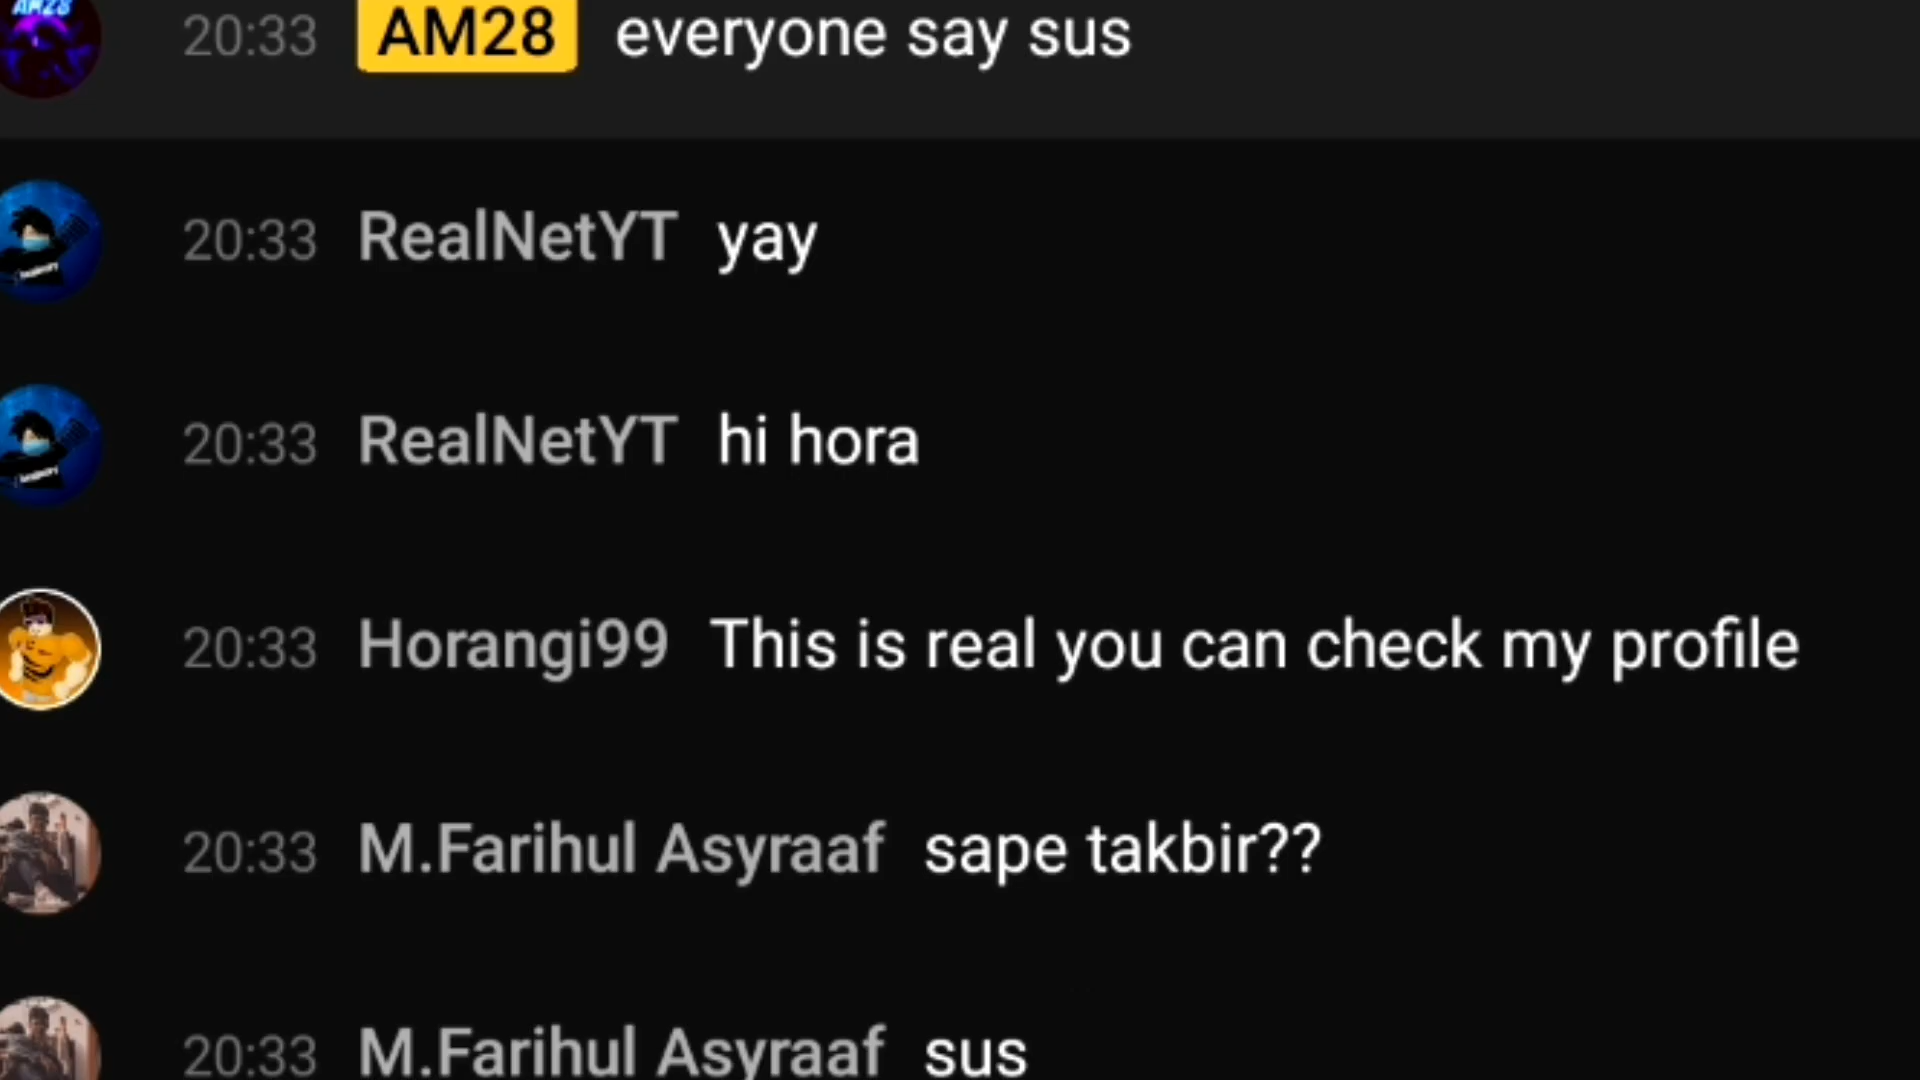 AM28
20:33 AM28 everyone say sus
20:33 RealNetYT yay
20:33 RealNetYT hi hora
20:33 Horangi99 This is real you can check my profile
20:33 M.Farihul Asyraaf sape takbir??
20:33 M.Farihul Asyraaf sus